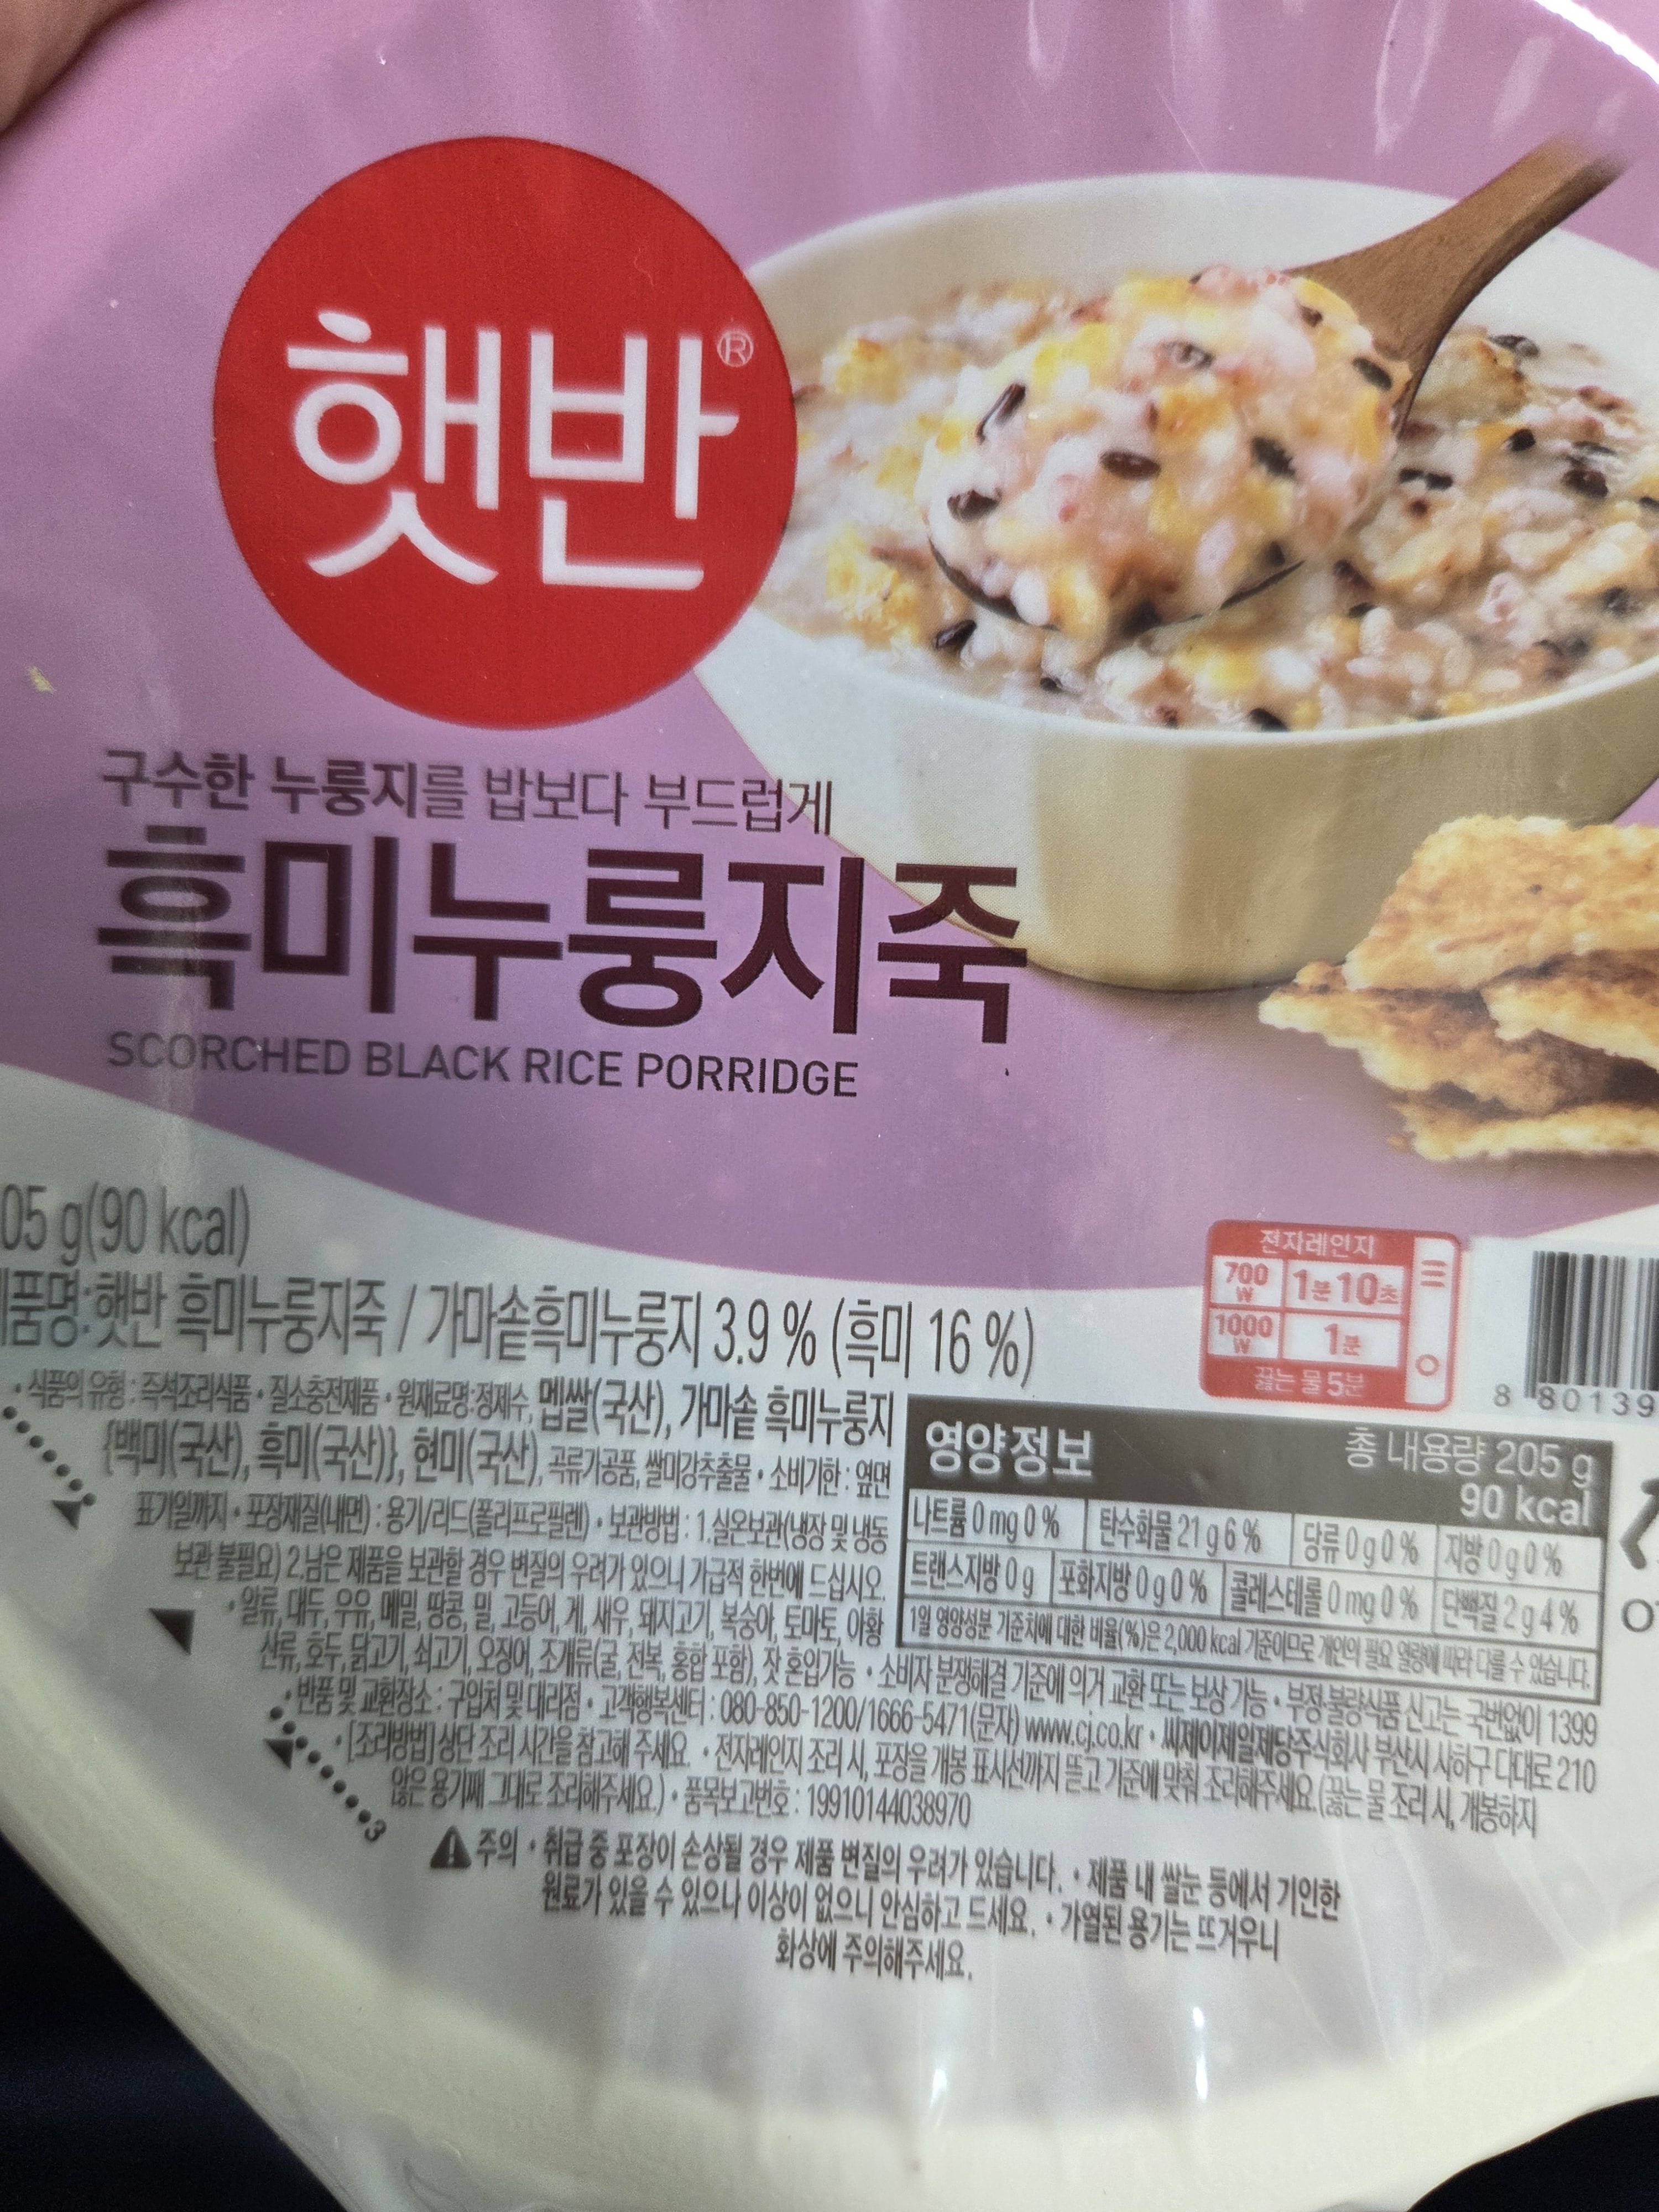 햇반®
구수한 누룽지를 밥보다 부드럽게
흑미누룽지죽
SCORCHED BLACK RICE PORRIDGE
05 g(90 kcal)
품명:햇반 흑미누룽지죽 / 가마솥흑미누룽지 3.9 % (흑미 16 %)
전자레인지
700 W 1분 10초
1000 W 1분
끓는 물 5분
8 80139
• 식품의 유형 : 즉석조리식품 • 질소충전제품 • 원재료명:정제수, 멥쌀(국산), 가마솥 흑미누룽지
{백미(국산), 흑미(국산)}, 현미(국산), 곡류가공품, 쌀미강추출물 • 소비기한 : 옆면
표기일까지 • 포장재질(내면) : 용기/리드(폴리프로필렌) • 보관방법 : 1.실온보관(냉장 및 냉동
보관 불필요) 2.남은 제품을 보관할 경우 변질의 우려가 있으니 가급적 한번에 드십시오.
• 알류, 대두, 우유, 메밀, 땅콩, 밀, 고등어, 게, 새우, 돼지고기, 복숭아, 토마토, 아황
산류, 호두, 닭고기, 쇠고기, 오징어, 조개류(굴, 전복, 홍합 포함), 잣 혼입가능 • 소비자 분쟁해결 기준에 의거 교환 또는 보상 가능 • 부정·불량식품 신고는 국번없이 1399
• 반품 및 교환장소 : 구입처 및 대리점 • 고객행복센터 : 080-850-1200/1666-5471(문자) www.cj.co.kr • 씨제이제일제당주식회사 부산시 사하구 다대로 210
• [조리방법] 상단 조리 시간을 참고해 주세요. • 전자레인지 조리 시, 포장을 개봉 표시선까지 뜯고 기준에 맞춰 조리해주세요.(끓는 물 조리 시, 개봉하지
않은 용기째 그대로 조리해주세요.) • 품목보고번호 : 19910144038970
영양정보
총 내용량 205 g
90 kcal
나트륨 0 mg 0 % 탄수화물 21 g 6 % 당류 0 g 0 % 지방 0 g 0 %
트랜스지방 0 g 포화지방 0 g 0 % 콜레스테롤 0 mg 0 % 단백질 2 g 4 %
1일 영양성분 기준치에 대한 비율(%)은 2,000 kcal 기준이므로 개인의 필요 열량에 따라 다를 수 있습니다.
주의 • 취급 중 포장이 손상될 경우 제품 변질의 우려가 있습니다. • 제품 내 쌀눈 등에서 기인한
원료가 있을 수 있으나 이상이 없으니 안심하고 드세요. • 가열된 용기는 뜨거우니
화상에 주의해주세요.